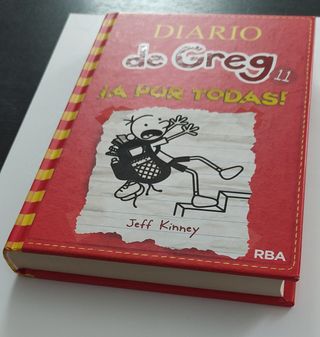 DIARIO
de Greg 11
¡A POR TODAS!
Jeff Kinney
RBA